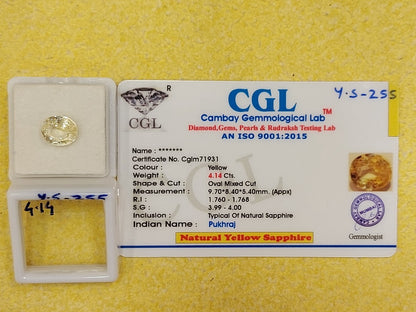 R
CGL
CGL
TM
Y.S-255
Cambay Gemmological Lab
Diamond,Gems, Pearls & Rudraksh Testing Lab
AN ISO 9001:2015
Name : *******
Certificate No. Cglm71931
Colour : Yellow
Weight : 4.14 Cts.
Shape & Cut : Oval Mixed Cut
Measurement : 9.70*8.40*5.40mm. (Appx)
R.I : 1.760 - 1.768
S.G : 3.99 - 4.00
Inclusion : Typical Of Natural Sapphire
Indian Name : Pukhraj
Natural Yellow Sapphire
Gemmologist
Y.S-255
4.14